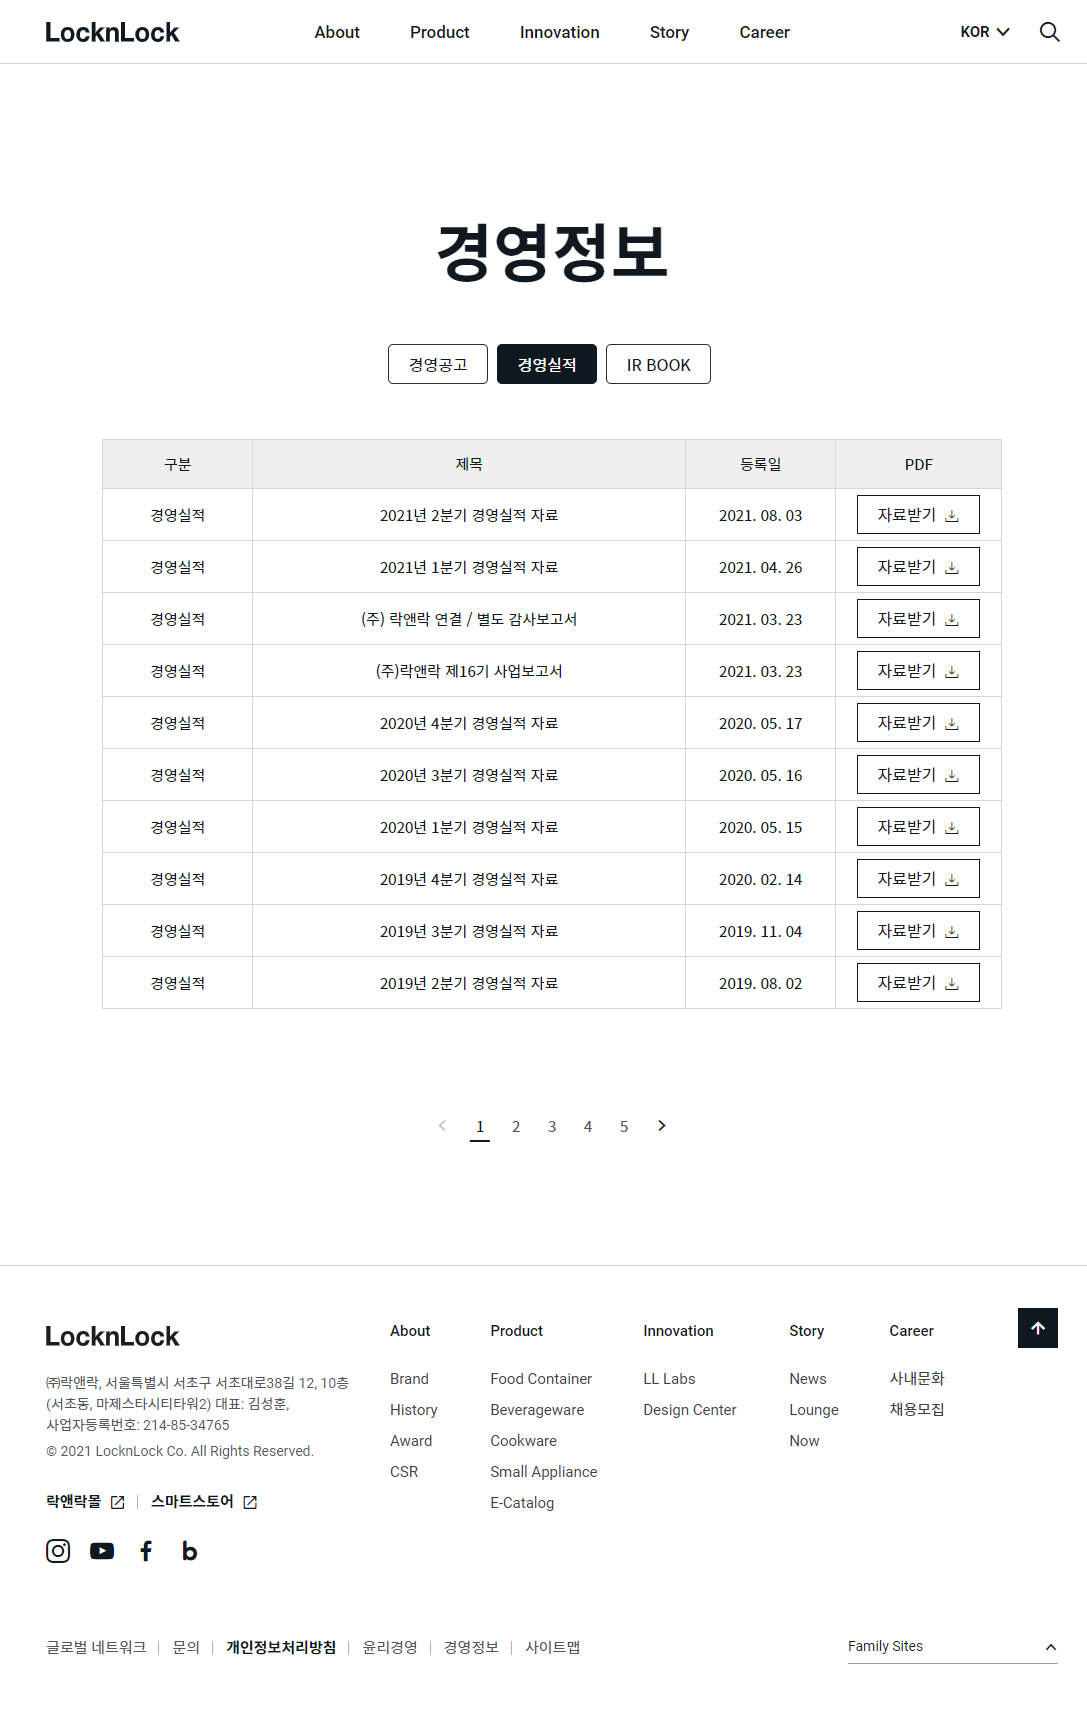 LocknLock About Product Innovation Story Career KOR
경영정보
경영공고 경영실적 IR BOOK
구분 제목 등록일 PDF
경영실적 2021년 2분기 경영실적 자료 2021. 08. 03 자료받기
경영실적 2021년 1분기 경영실적 자료 2021. 04. 26 자료받기
경영실적 (주) 락앤락 연결 / 별도 감사보고서 2021. 03. 23 자료받기
경영실적 (주)락앤락 제16기 사업보고서 2021. 03. 23 자료받기
경영실적 2020년 4분기 경영실적 자료 2020. 05. 17 자료받기
경영실적 2020년 3분기 경영실적 자료 2020. 05. 16 자료받기
경영실적 2020년 1분기 경영실적 자료 2020. 05. 15 자료받기
경영실적 2019년 4분기 경영실적 자료 2020. 02. 14 자료받기
경영실적 2019년 3분기 경영실적 자료 2019. 11. 04 자료받기
경영실적 2019년 2분기 경영실적 자료 2019. 08. 02 자료받기
1 2 3 4 5
LocknLock
㈜락앤락, 서울특별시 서초구 서초대로38길 12, 10층
(서초동, 마제스타시티타워2) 대표: 김성훈,
사업자등록번호: 214-85-34765
© 2021 LocknLock Co. All Rights Reserved.
락앤락몰 스마트스토어
About
Brand
History
Award
CSR
Product
Food Container
Beverageware
Cookware
Small Appliance
E-Catalog
Innovation
LL Labs
Design Center
Story
News
Lounge
Now
Career
사내문화
채용모집
글로벌 네트워크 문의 개인정보처리방침 윤리경영 경영정보 사이트맵
Family Sites